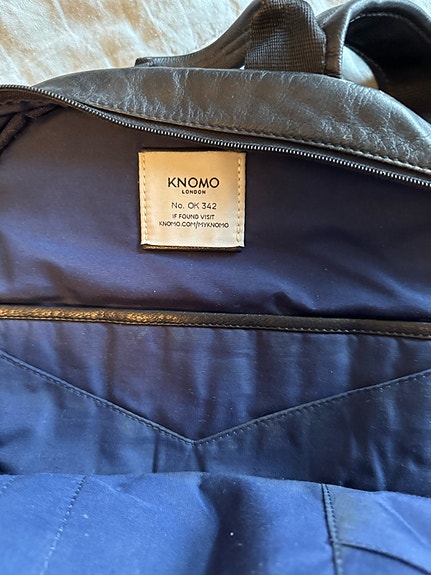 KNOMO
LONDON
No. OK 342
IF FOUND VISIT
KNOMO.COM/MYKNOMO